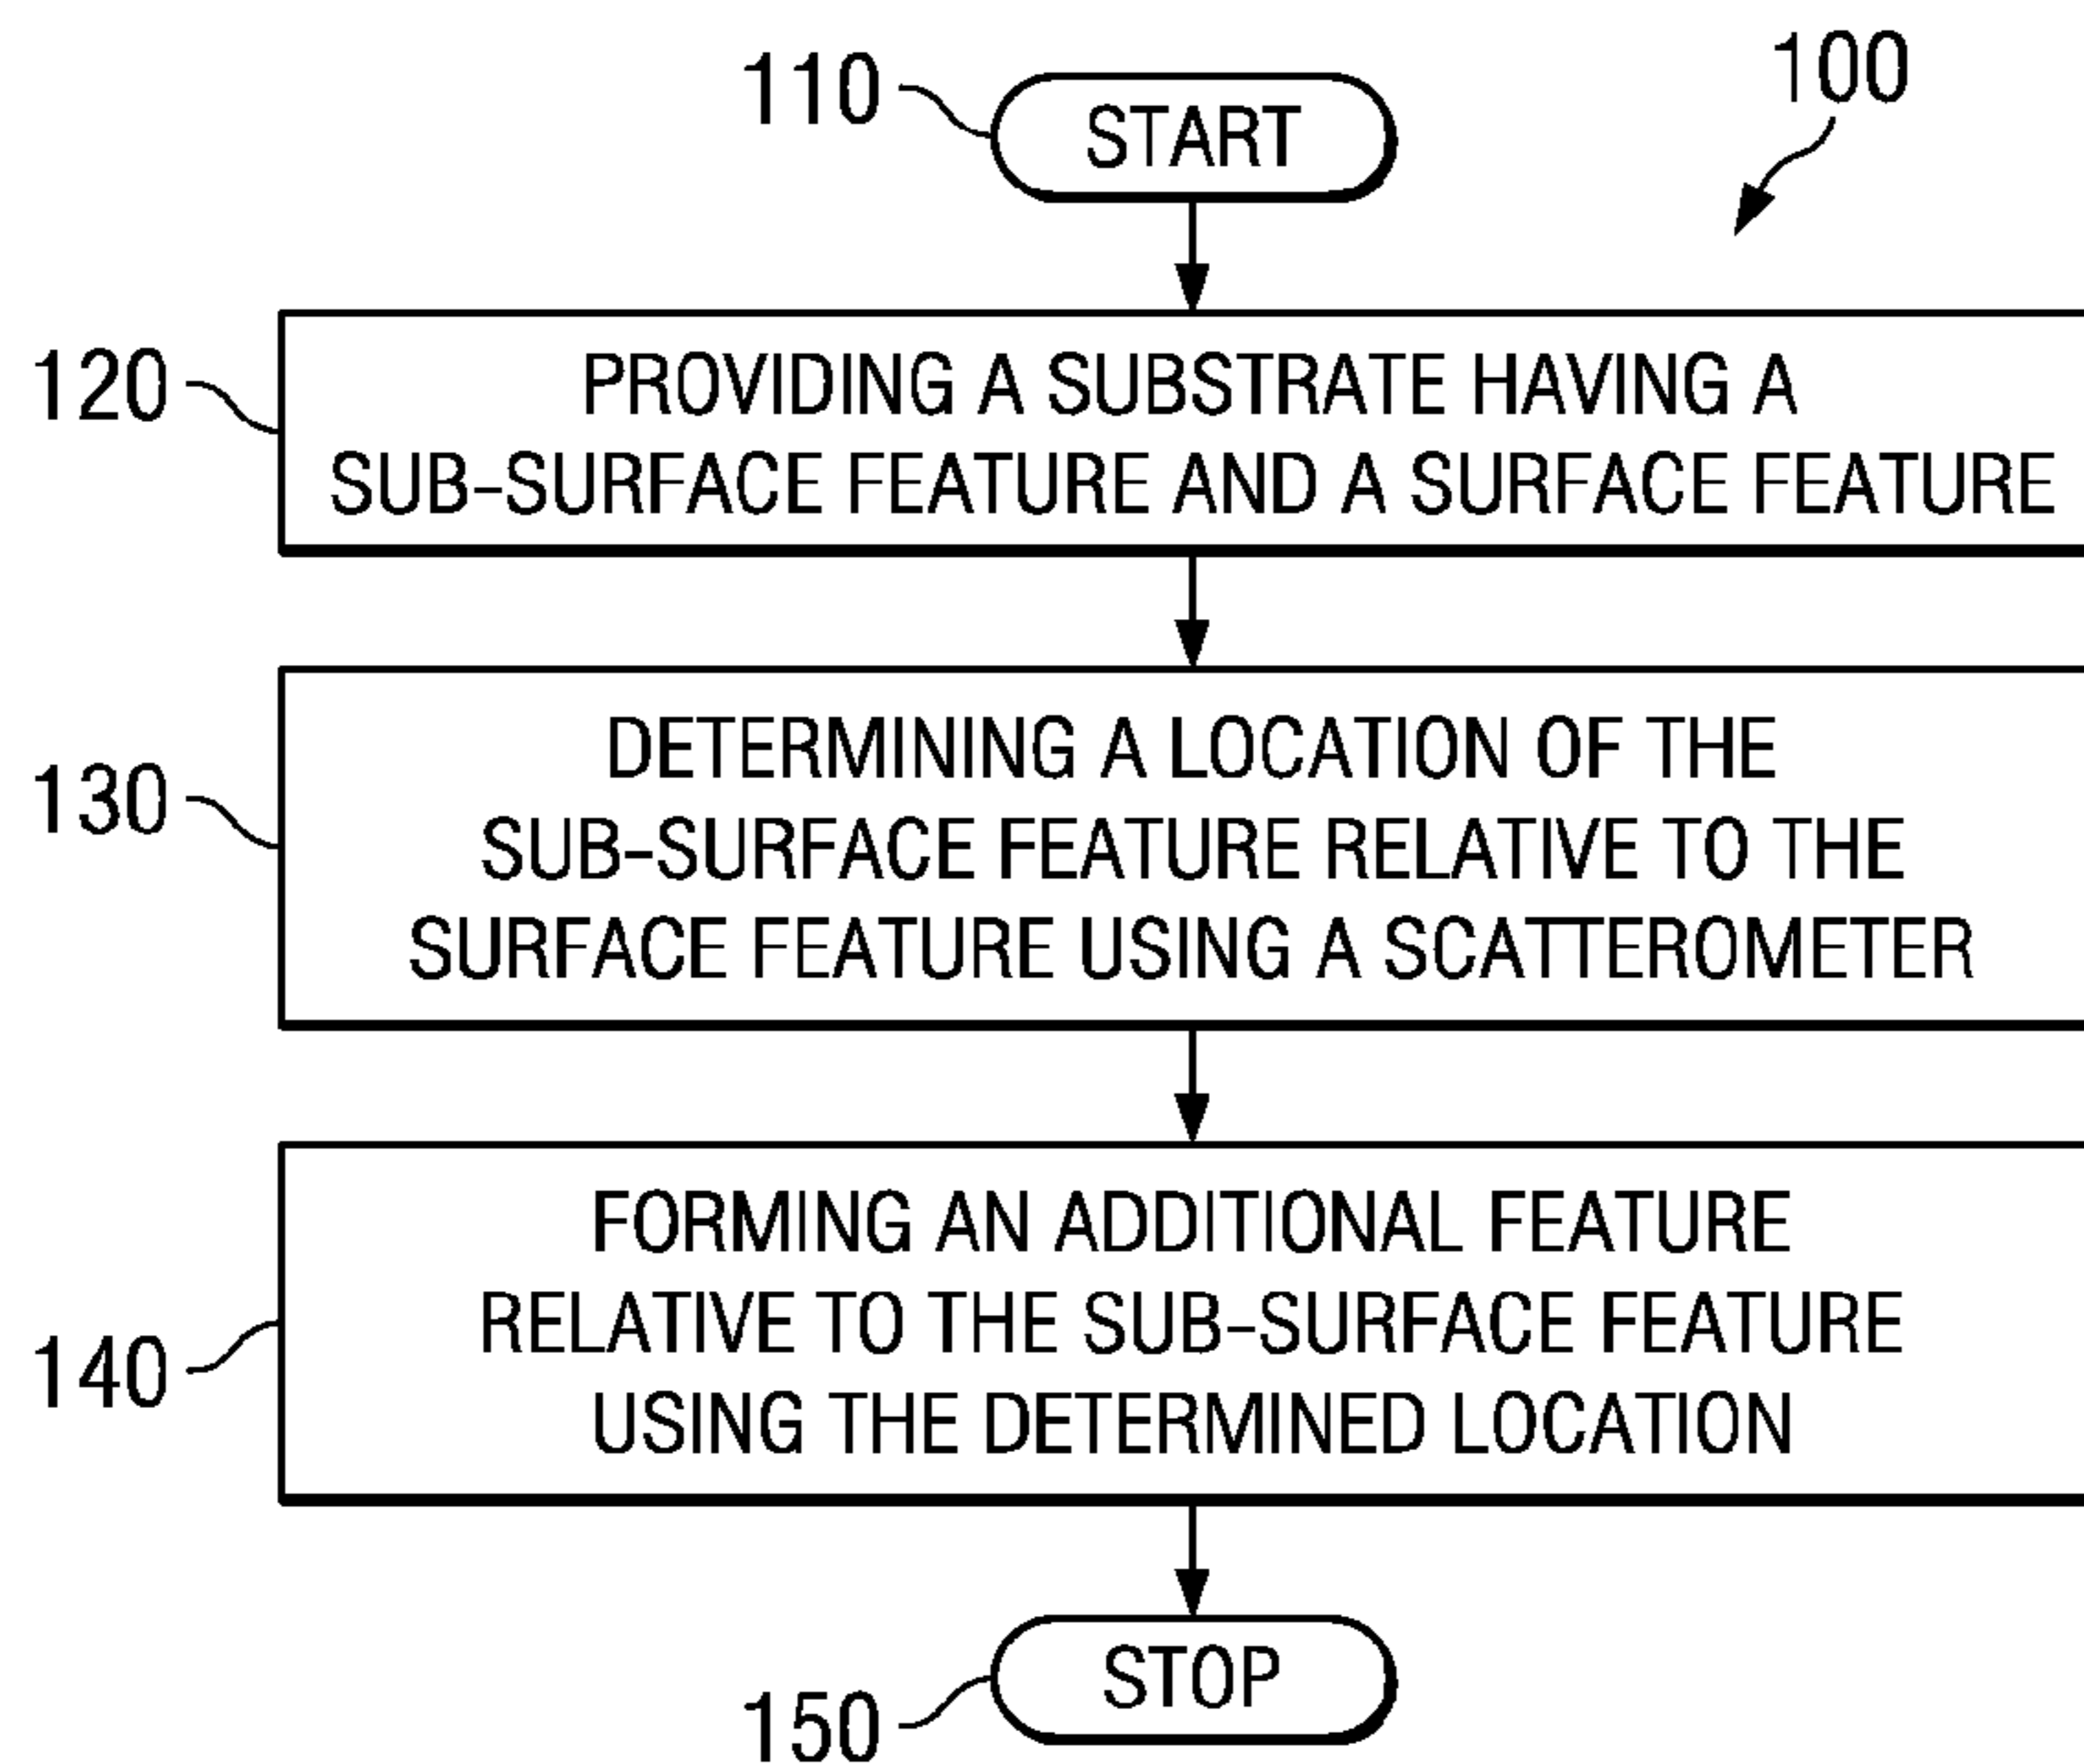 100
110
START
120
PROVIDING A SUBSTRATE HAVING A
SUB-SURFACE FEATURE AND A SURFACE FEATURE
130
DETERMINING A LOCATION OF THE
SUB-SURFACE FEATURE RELATIVE TO THE
SURFACE FEATURE USING A SCATTEROMETER
140
FORMING AN ADDITIONAL FEATURE
RELATIVE TO THE SUB-SURFACE FEATURE
USING THE DETERMINED LOCATION
150
STOP